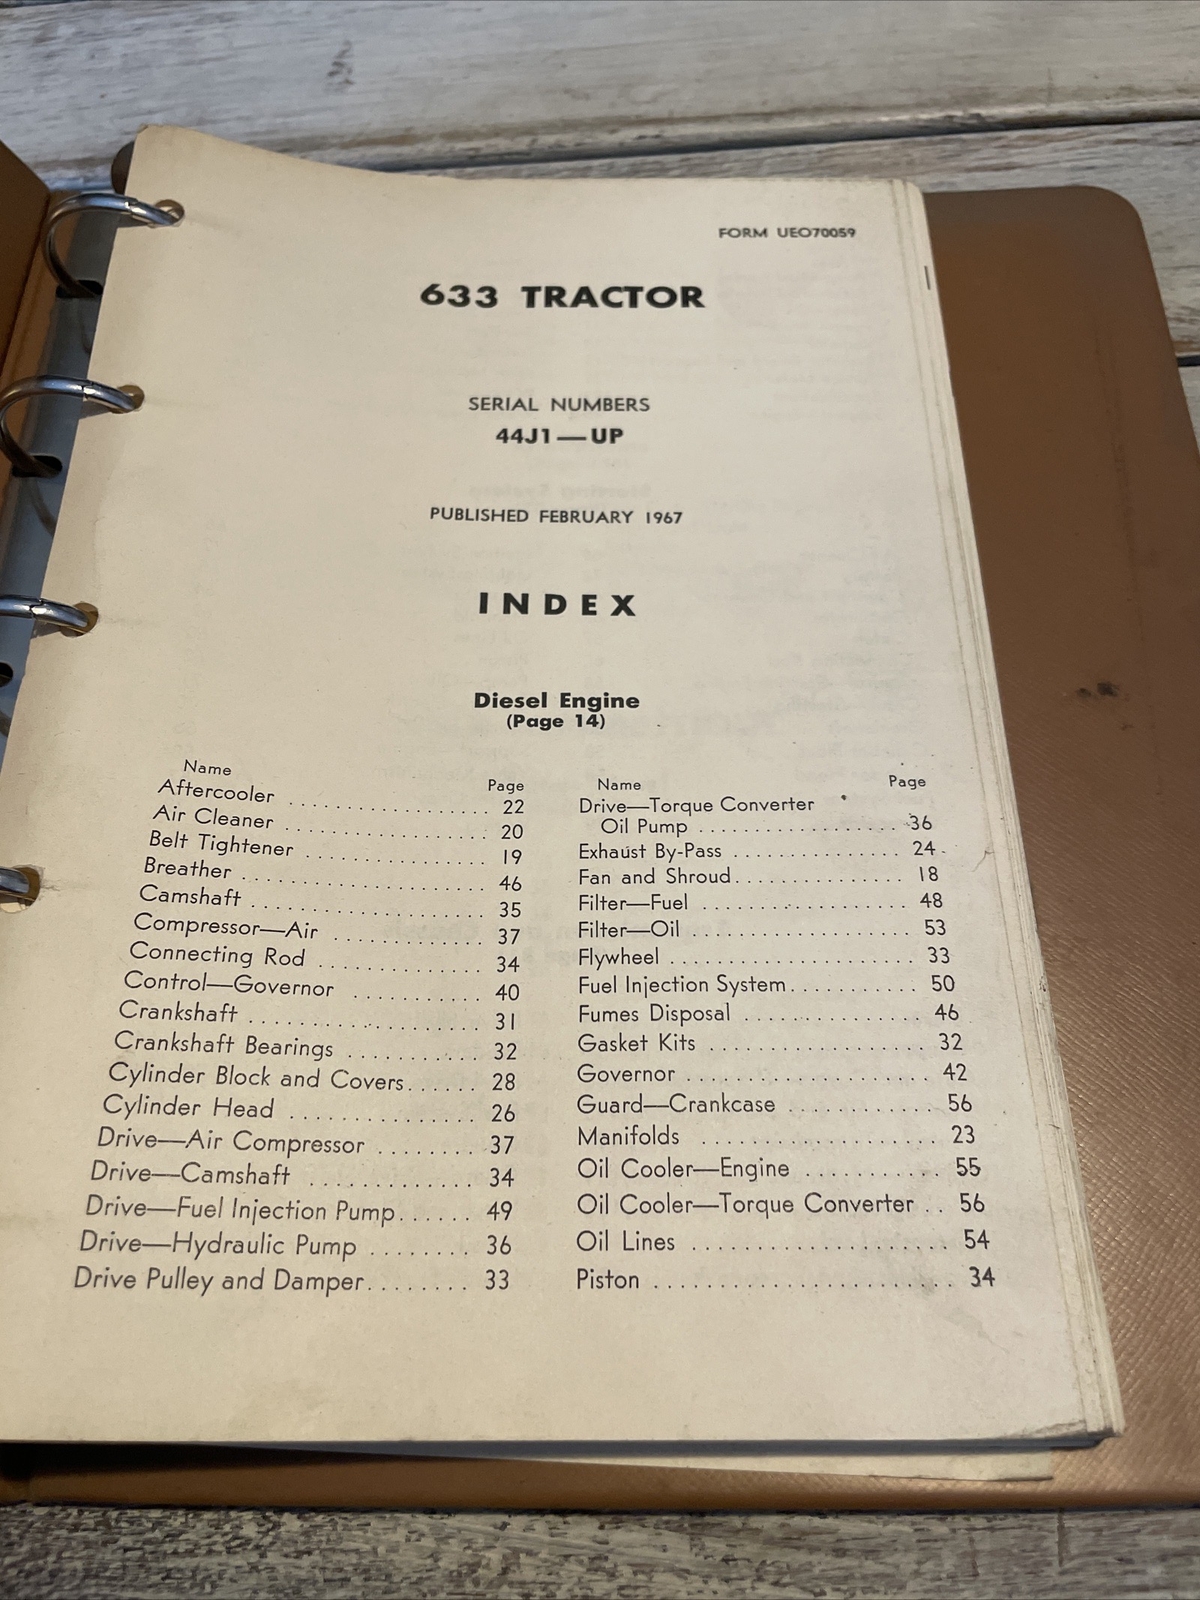 FORM UEO70059
633 TRACTOR
SERIAL NUMBERS
44J1—UP
PUBLISHED FEBRUARY 1967
INDEX
Diesel Engine
(Page 14)
Name Page
Aftercooler .................... 22
Air Cleaner .................... 20
Belt Tightener .................. 19
Breather ...................... 46
Camshaft ..................... 35
Compressor—Air .............. 37
Connecting Rod ............... 34
Control—Governor ............ 40
Crankshaft .................... 31
Crankshaft Bearings ........... 32
Cylinder Block and Covers...... 28
Cylinder Head ................ 26
Drive—Air Compressor ........ 37
Drive—Camshaft .............. 34
Drive—Fuel Injection Pump...... 49
Drive—Hydraulic Pump ........ 36
Drive Pulley and Damper........ 33
Name Page
Drive—Torque Converter
Oil Pump .................... 36
Exhaust By-Pass ................ 24
Fan and Shroud................ 18
Filter—Fuel ................... 48
Filter—Oil .................... 53
Flywheel ...................... 33
Fuel Injection System........... 50
Fumes Disposal ................ 46
Gasket Kits .................... 32
Governor ...................... 42
Guard—Crankcase ............ 56
Manifolds .................... 23
Oil Cooler—Engine ............ 55
Oil Cooler—Torque Converter .. 56
Oil Lines ..................... 54
Piston ........................ 34